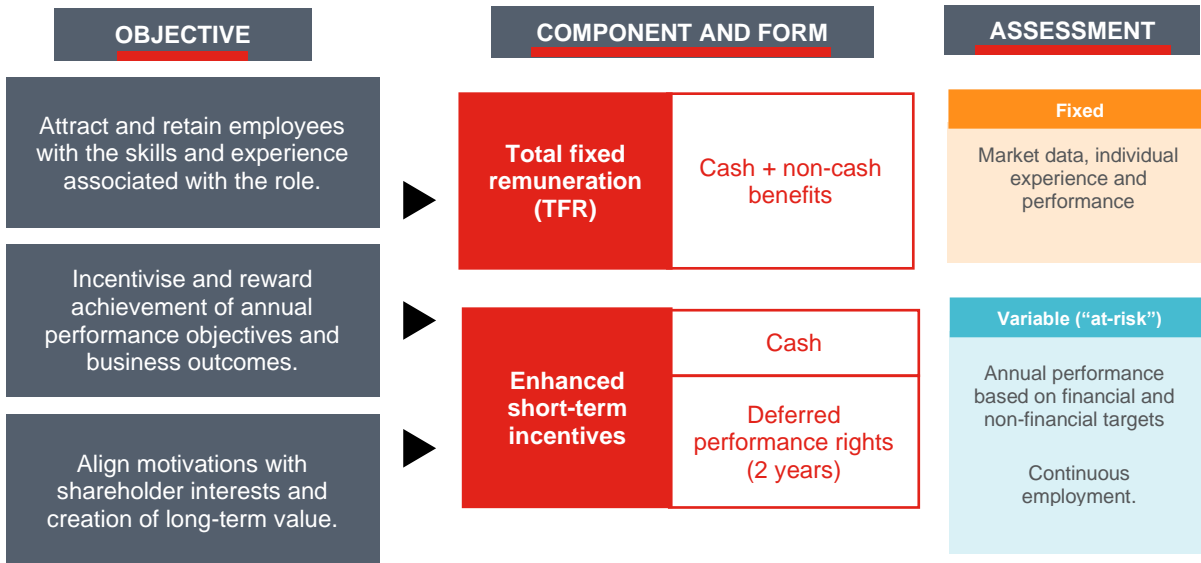 OBJECTIVE
Attract and retain employees
with the skills and experience
associated with the role.
Incentivise and reward
achievement of annual
performance objectives and
business outcomes.
Align motivations with
shareholder interests and
creation of long-term value.
COMPONENT AND FORM
Total fixed
remuneration
(TFR)
Cash + non-cash
benefits
Enhanced
short-term
incentives
Cash
Deferred
performance rights
(2 years)
ASSESSMENT
Fixed
Market data, individual
experience and
performance
Variable (“at-risk”)
Annual performance
based on financial and
non-financial targets
Continuous
employment.